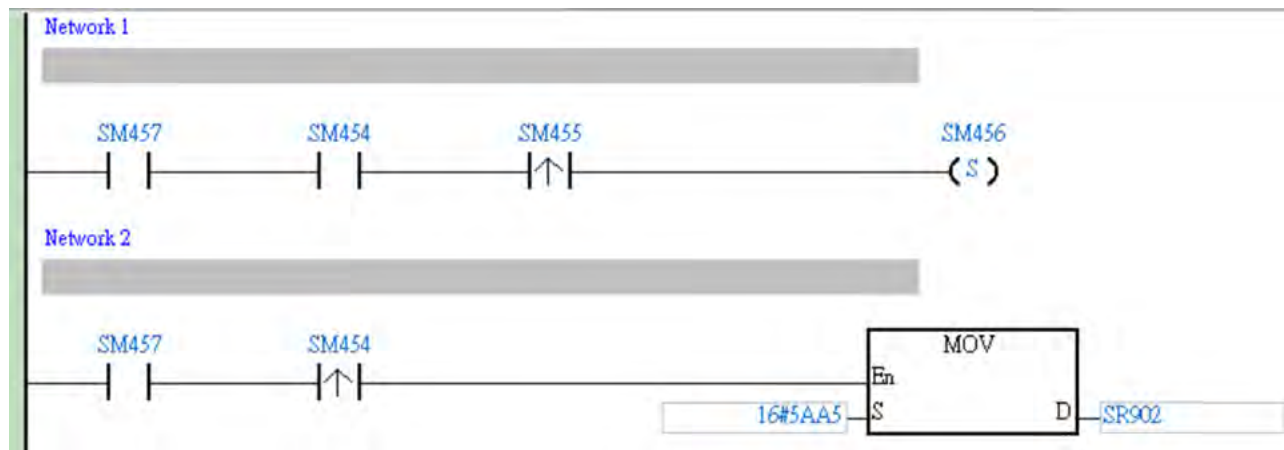 Network 1
SM457 SM454 SM455 SM456
S
Network 2
SM457 SM454 MOV
En
16#5AA5 S D SR902